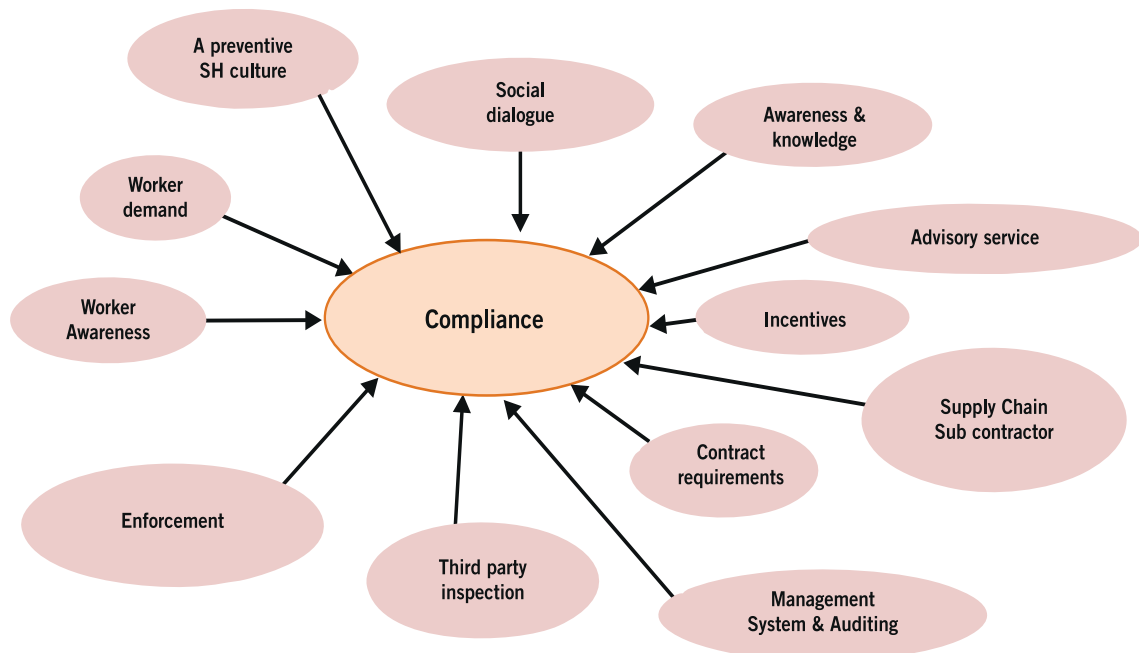 A preventive
SH culture
Social
dialogue
Awareness &
knowledge
Worker
demand
Advisory service
Worker
Awareness
Compliance
Incentives
Supply Chain
Sub contractor
Contract
requirements
Enforcement
Third party
inspection
Management
System & Auditing